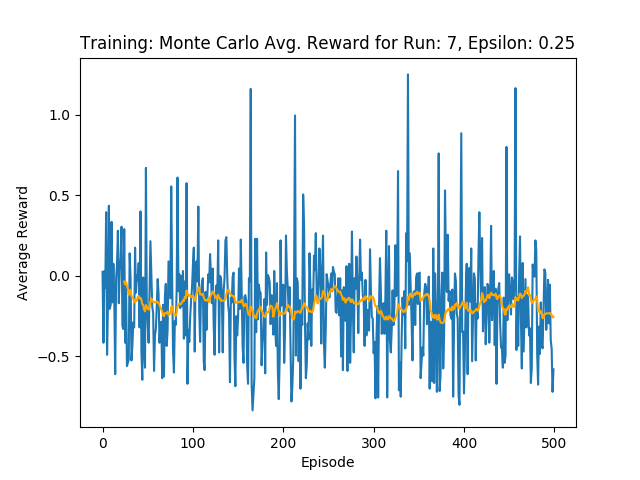 Training: Monte Carlo Avg. Reward for Run: 7, Epsilon: 0.25
1.0
0.5
0.0
−0.5
Average Reward
0 100 200 300 400 500
Episode